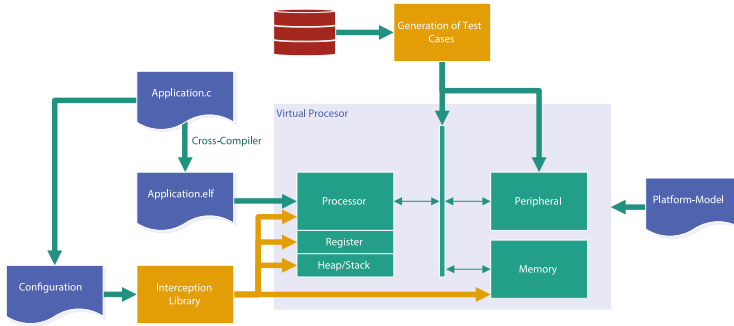 Generation of Test
Cases
Application.c
Virtual Procesor
Cross-Compiler
Application.elf
Processor
Peripheral
Platform-Model
Register
Heap/Stack
Memory
Configuration
Interception
Library